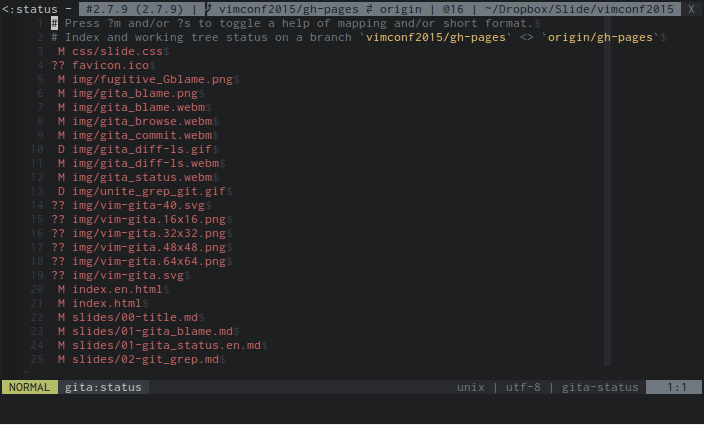 <:status - #2.7.9 (2.7.9) | vimconf2015/gh-pages ⇄ origin | @16 | ~/Dropbox/Slide/vimconf2015 X
1 # Press ?m and/or ?s to toggle a help of mapping and/or short format.$
2 # Index and working tree status on a branch `vimconf2015/gh-pages` <> `origin/gh-pages`$
3 M css/slide.css$
4 ?? favicon.ico$
5 M img/fugitive_Gblame.png$
6 M img/gita_blame.png$
7 M img/gita_blame.webm$
8 M img/gita_browse.webm$
9 M img/gita_commit.webm$
10 D img/gita_diff-ls.gif$
11 M img/gita_diff-ls.webm$
12 M img/gita_status.webm$
13 D img/unite_grep_git.gif$
14 ?? img/vim-gita-40.svg$
15 ?? img/vim-gita.16x16.png$
16 ?? img/vim-gita.32x32.png$
17 ?? img/vim-gita.48x48.png$
18 ?? img/vim-gita.64x64.png$
19 ?? img/vim-gita.svg$
20 M index.en.html$
21 M index.html$
22 M slides/00-title.md$
23 M slides/01-gita_blame.md$
24 M slides/01-gita_status.en.md$
25 M slides/02-git_grep.md$
~
NORMAL gita:status unix | utf-8 | gita-status 1:1